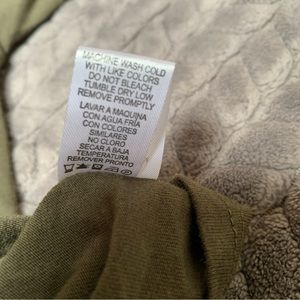 MACHINE WASH COLD
WITH LIKE COLORS
DO NOT BLEACH
TUMBLE DRY LOW
REMOVE PROMPTLY
LAVAR A MAQUINA
CON AGUA FRIA
CON COLORES
SIMILARES
NO CLORO
SECAR A BAJA
TEMPERATURA
REMOVER PRONTO